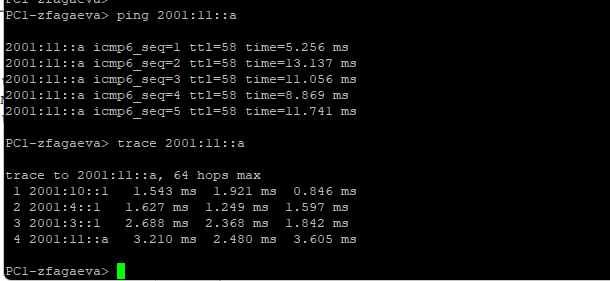 PC1-zfagaeva> ping 2001:11::a
2001:11::a icmp6_seq=1 ttl=58 time=5.256 ms
2001:11::a icmp6_seq=2 ttl=58 time=13.137 ms
2001:11::a icmp6_seq=3 ttl=58 time=11.056 ms
2001:11::a icmp6_seq=4 ttl=58 time=8.869 ms
2001:11::a icmp6_seq=5 ttl=58 time=11.741 ms
PC1-zfagaeva> trace 2001:11::a
trace to 2001:11::a, 64 hops max
1 2001:10::1 1.543 ms 1.921 ms 0.846 ms
2 2001:4::1 1.627 ms 1.249 ms 1.597 ms
3 2001:3::1 2.688 ms 2.368 ms 1.842 ms
4 2001:11::a 3.210 ms 2.480 ms 3.605 ms
PC1-zfagaeva>